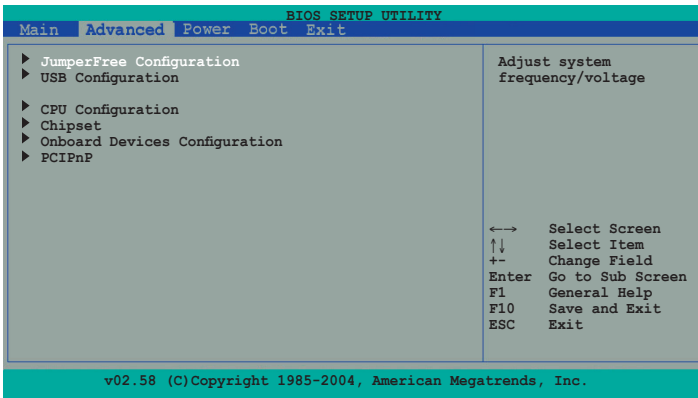 BIOS SETUP UTILITY
Main Advanced Power Boot Exit
JumperFree Configuration
USB Configuration
CPU Configuration
Chipset
Onboard Devices Configuration
PCIPnP
Adjust system
frequency/voltage
←→ Select Screen
↑↓ Select Item
+- Change Field
Enter Go to Sub Screen
F1 General Help
F10 Save and Exit
ESC Exit
v02.58 (C)Copyright 1985-2004, American Megatrends, Inc.